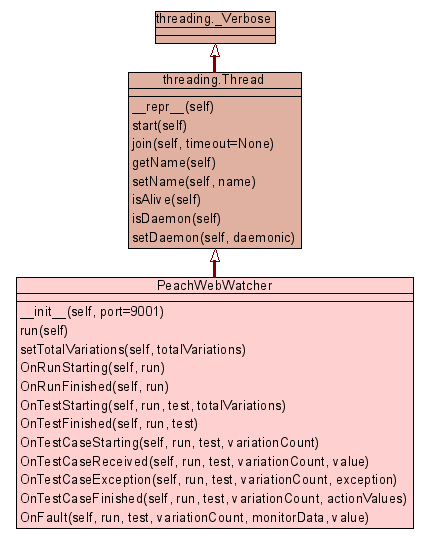 threading._Verbose
threading.Thread
__repr__(self)
start(self)
join(self, timeout=None)
getName(self)
setName(self, name)
isAlive(self)
isDaemon(self)
setDaemon(self, daemonic)
PeachWebWatcher
__init__(self, port=9001)
run(self)
setTotalVariations(self, totalVariations)
OnRunStarting(self, run)
OnRunFinished(self, run)
OnTestStarting(self, run, test, totalVariations)
OnTestFinished(self, run, test)
OnTestCaseStarting(self, run, test, variationCount)
OnTestCaseReceived(self, run, test, variationCount, value)
OnTestCaseException(self, run, test, variationCount, exception)
OnTestCaseFinished(self, run, test, variationCount, actionValues)
OnFault(self, run, test, variationCount, monitorData, value)